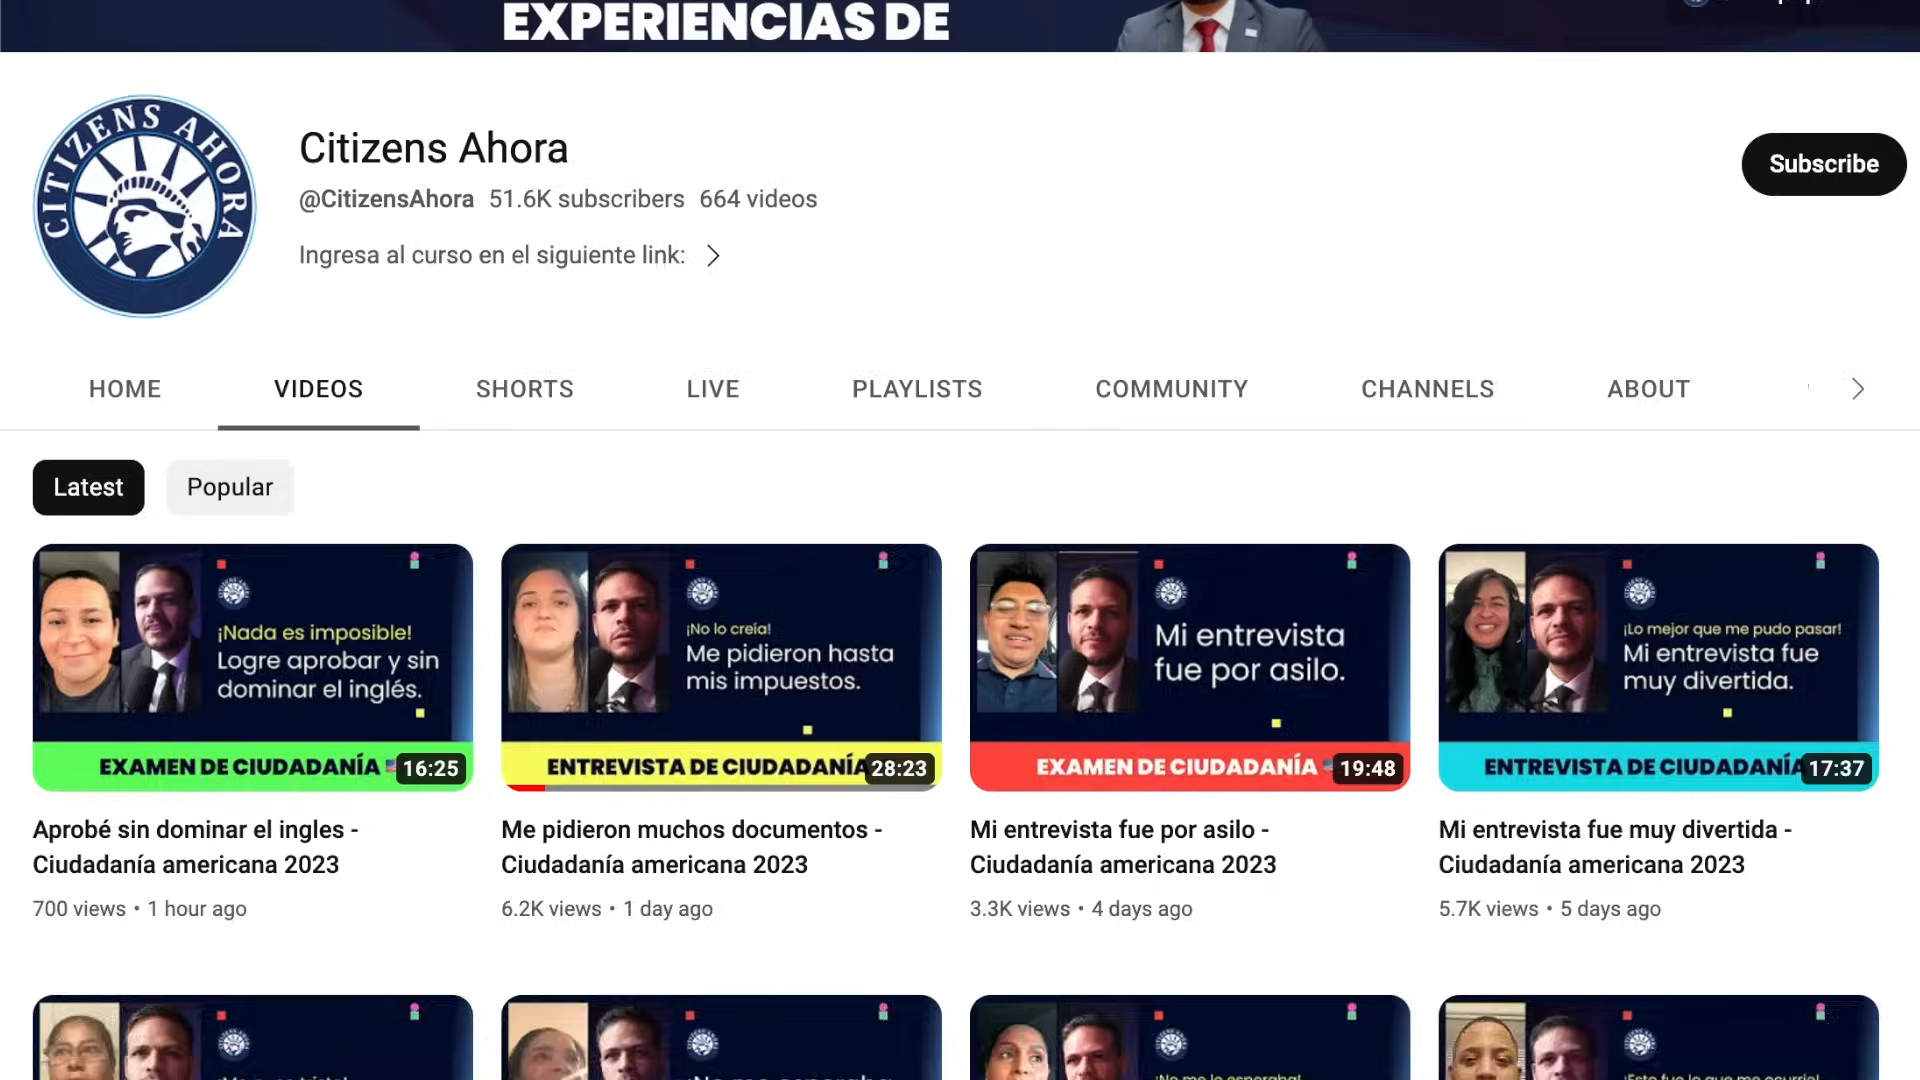 EXPERIENCIAS DE
CITIZENS AHORA
Citizens Ahora
@CitizensAhora 51.6K subscribers 664 videos
Ingresa al curso en el siguiente link:
Subscribe
HOME VIDEOS SHORTS LIVE PLAYLISTS COMMUNITY CHANNELS ABOUT
Latest Popular
¡Nada es imposible!
Logre aprobar y sin
dominar el inglés.
EXAMEN DE CIUDADANÍA
16:25
¡No lo creía!
Me pidieron hasta
mis impuestos.
ENTREVISTA DE CIUDADANÍA
28:23
Mi entrevista
fue por asilo.
EXAMEN DE CIUDADANÍA
19:48
¡Lo mejor que me pudo pasar!
Mi entrevista fue
muy divertida.
ENTREVISTA DE CIUDADANÍA
17:37
Aprobé sin dominar el ingles -
Ciudadanía americana 2023
700 views • 1 hour ago
Me pidieron muchos documentos -
Ciudadanía americana 2023
6.2K views • 1 day ago
Mi entrevista fue por asilo -
Ciudadanía americana 2023
3.3K views • 4 days ago
Mi entrevista fue muy divertida -
Ciudadanía americana 2023
5.7K views • 5 days ago